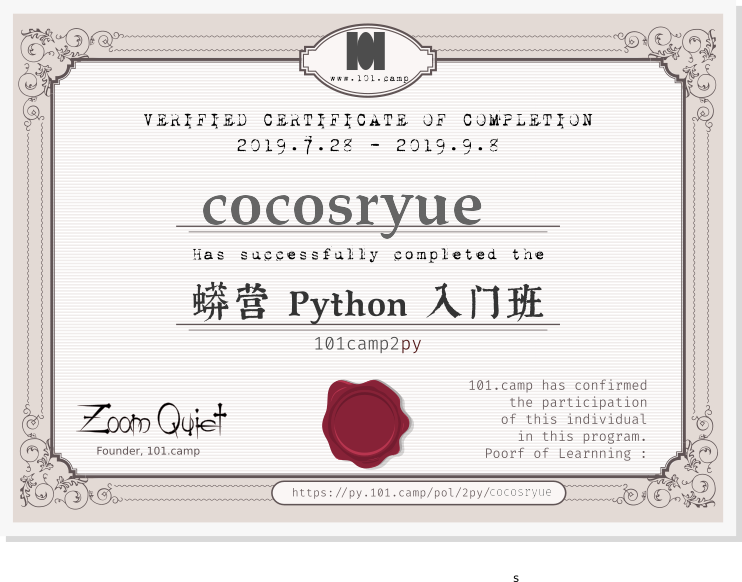 www.101.camp
VERIFIED CERTIFICATE OF COMPLETION
2019.7.28 - 2019.9.8
cocosryue
Has successfully completed the
蟒营 Python 入门班
101camp2py
Zoom Quiet
Founder, 101.camp
101.camp has confirmed
the participation
of this individual
in this program.
Poorf of Learnning :
https://py.101.camp/pol/2py/cocosryue
s